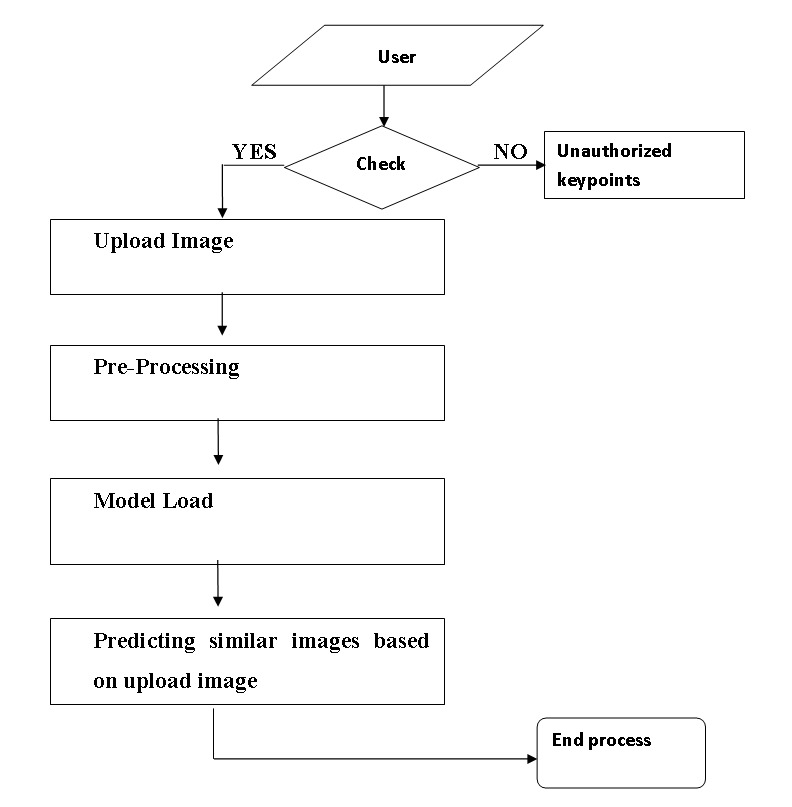 User
Check
YES
NO
Unauthorized
keypoints
Upload Image
Pre-Processing
Model Load
Predicting similar images based
on upload image
End process